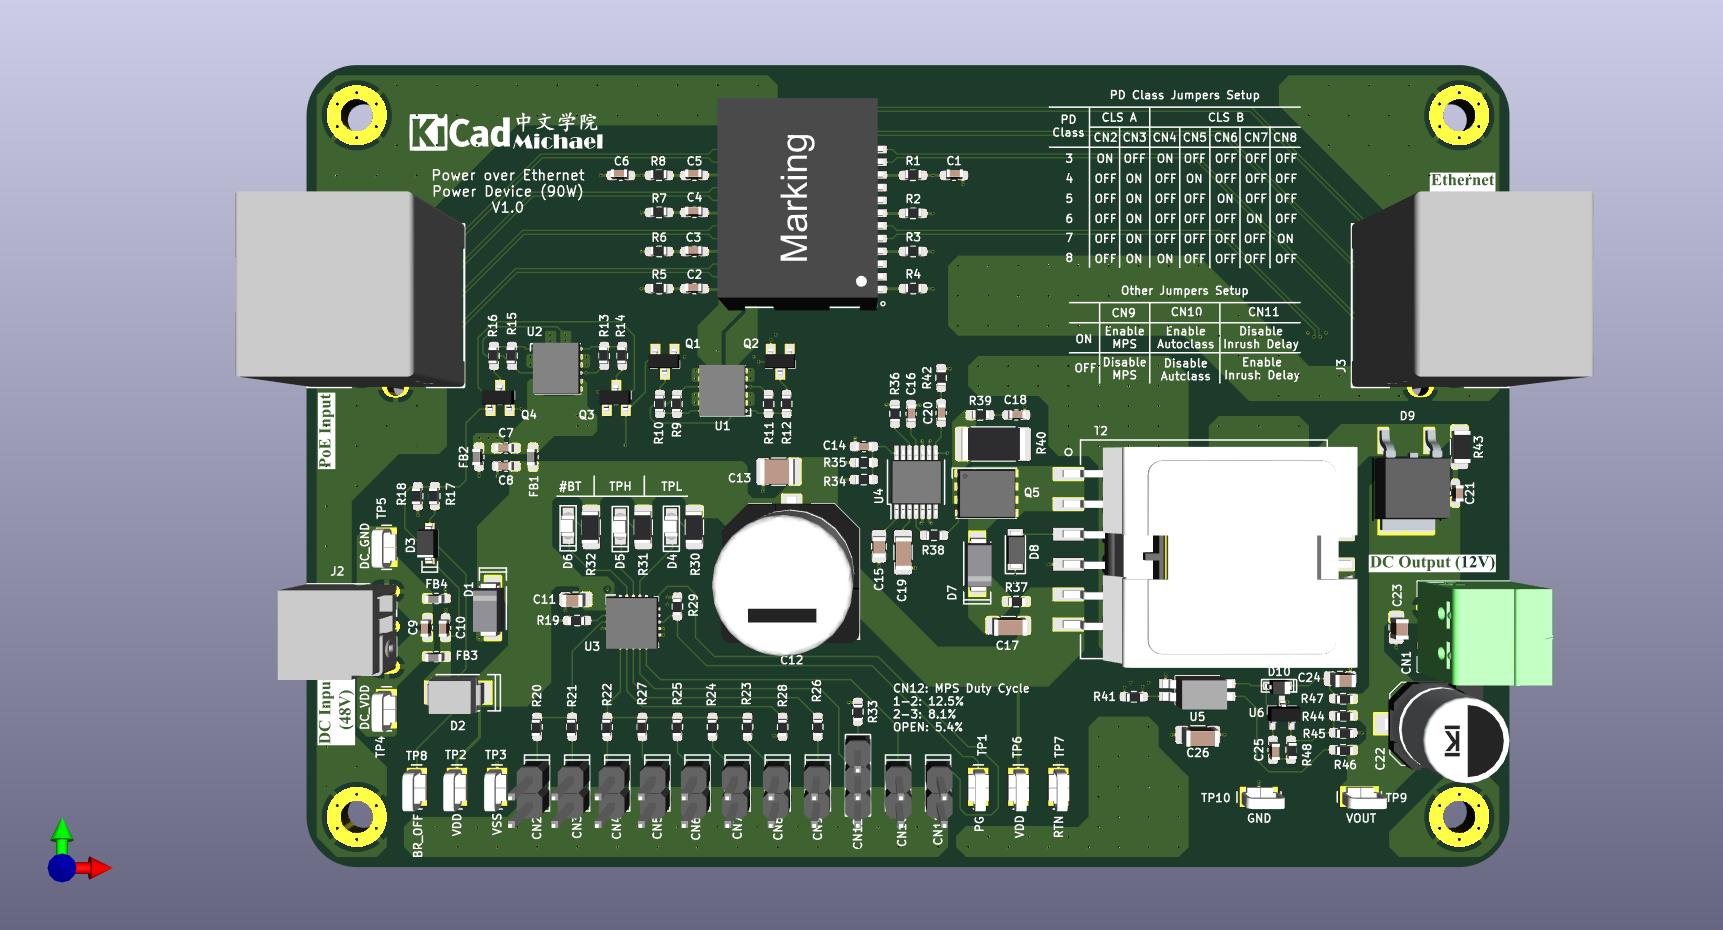 KiCad 中文学院
Michael
Power over Ethernet
Power Device (90W)
V1.0
Marking
PD Class Jumpers Setup
PD Class CLS A CLS B
CN2 CN3 CN4 CN5 CN6 CN7 CN8
3 ON OFF ON OFF OFF OFF OFF
4 OFF OFF OFF ON OFF OFF OFF
5 OFF ON OFF OFF ON OFF OFF
6 OFF ON OFF OFF OFF ON OFF
7 OFF ON OFF OFF OFF OFF ON
8 OFF ON ON OFF OFF OFF OFF
Other Jumpers Setup
CN9 CN10 CN11
ON Enable MPS Enable Autoclass Disable Inrush Delay
OFF Disable MPS Disable Autclass Enable Inrush Delay
Ethernet
J3
C6 R8 C5 R1 C1
R7 C4 R2
R6 C3 R3
R5 C2 R4
R16 R15 U2 R13 R14 Q1 Q2
Q4 Q3 R10 R9 U1 R11 R12
PoE Input
FB2 C7 C8 FB1
R36 C16 R42 C20 R39 C18 R40
C14 R35 R34 U4 Q5
T2
D9 R43 C21
C13
#BT TPH TPL
D6 R32 D5 R31 D4 R30
R18 R17 TP5
DC_GND D3
J2 FB4 D1
C9 C10 FB3
C11 R19 U3 R29
C12
C15 C19 R38 D7 D8 R37 C17
DC Output (12V)
C23 CN1
DC Input
(48V)
DC_VDD TP4 D2
R20 R21 R22 R27 R25 R24 R23 R28 R26 R33
CN12: MPS Duty Cycle
1-2: 12.5%
2-3: 8.1%
OPEN: 5.4%
R41 U5 C26 D10 C24 U6 R47 R44 R45 R46 C25 R48 C22
TP8 TP2 TP3 TP1 TP6 TP7
BR_OFF VDD VSS PG VDD RTN
TP10 TP9
GND VOUT